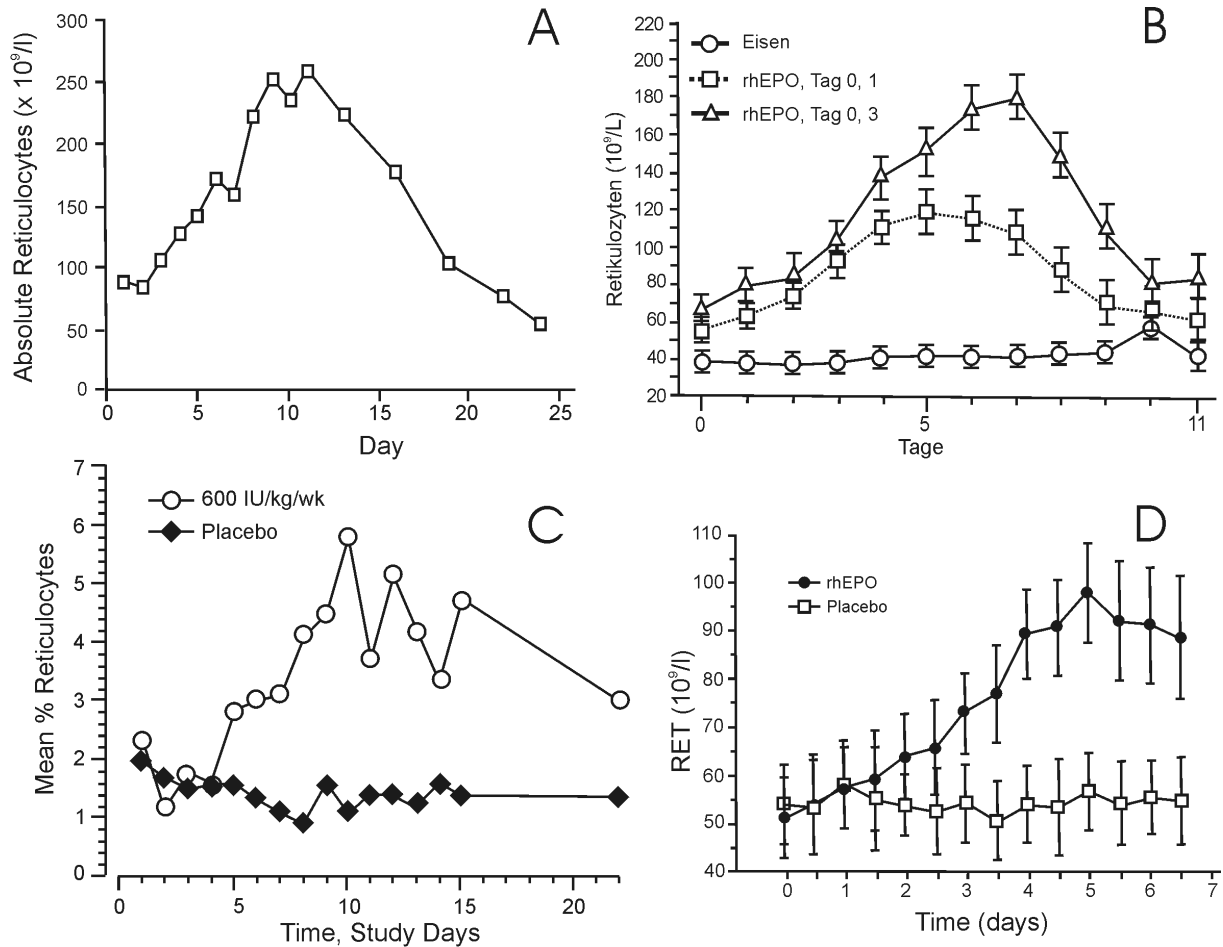 A
Absolute Reticulocytes (x 10⁹/l)
300
250
200
150
100
50
0
0 5 10 15 20 25
Day
B
Retikulozyten (10⁹/L)
Eisen
rhEPO, Tag 0, 1
rhEPO, Tag 0, 3
220
200
180
160
140
120
100
80
60
40
20
0 5 11
Tage
C
Mean % Reticulocytes
600 IU/kg/wk
Placebo
7
6
5
4
3
2
1
0
0 5 10 15 20
Time, Study Days
D
RET (10⁹/l)
rhEPO
Placebo
110
100
90
80
70
60
50
40
0 1 2 3 4 5 6 7
Time (days)